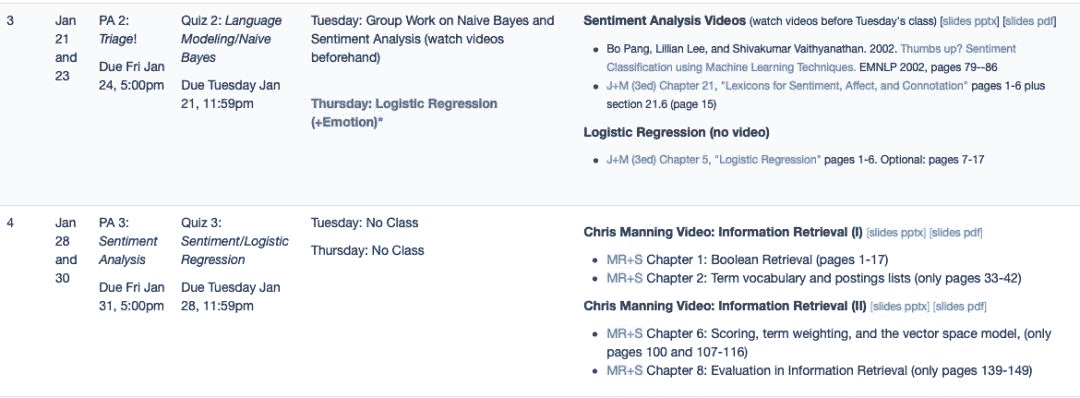 3
Jan
21
and
23
PA 2:
Triage!
Due Fri Jan
24, 5:00pm
Quiz 2: Language
Modeling/Naive
Bayes
Due Tuesday Jan
21, 11:59pm
Tuesday: Group Work on Naive Bayes and
Sentiment Analysis (watch videos
beforehand)
Thursday: Logistic Regression
(+Emotion)*
Sentiment Analysis Videos (watch videos before Tuesday's class) [slides pptx] [slides pdf]
• Bo Pang, Lillian Lee, and Shivakumar Vaithyanathan. 2002. Thumbs up? Sentiment
Classification using Machine Learning Techniques. EMNLP 2002, pages 79--86
• J+M (3ed) Chapter 21, "Lexicons for Sentiment, Affect, and Connotation" pages 1-6 plus
section 21.6 (page 15)
Logistic Regression (no video)
• J+M (3ed) Chapter 5, "Logistic Regression" pages 1-6. Optional: pages 7-17
4
Jan
28
and
30
PA 3:
Sentiment
Analysis
Due Fri Jan
31, 5:00pm
Quiz 3:
Sentiment/Logistic
Regression
Due Tuesday Jan
28, 11:59pm
Tuesday: No Class
Thursday: No Class
Chris Manning Video: Information Retrieval (I) [slides pptx] [slides pdf]
• MR+S Chapter 1: Boolean Retrieval (pages 1-17)
• MR+S Chapter 2: Term vocabulary and postings lists (only pages 33-42)
Chris Manning Video: Information Retrieval (II) [slides pptx] [slides pdf]
• MR+S Chapter 6: Scoring, term weighting, and the vector space model, (only
pages 100 and 107-116)
• MR+S Chapter 8: Evaluation in Information Retrieval (only pages 139-149)